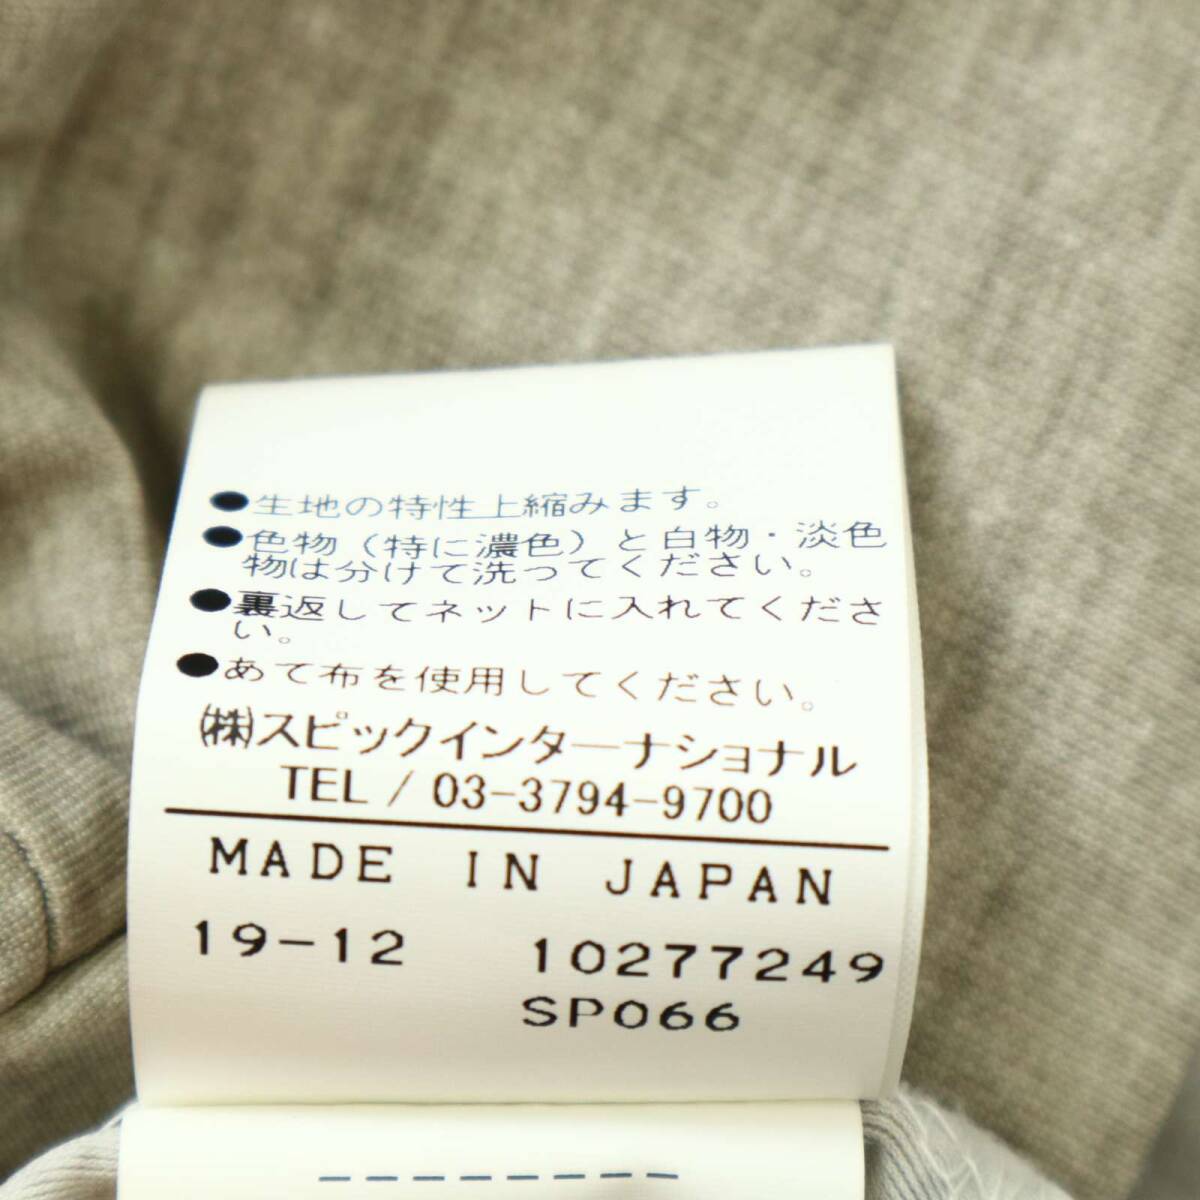 ●生地の特性上縮みます。
●色物（特に濃色）と白物・淡色
物は分けて洗ってください。
●裏返してネットに入れてくださ
い。
●あて布を使用してください。
㈱スピックインターナショナル
TEL / 03-3794-9700
MADE IN JAPAN
19-12 10277249
SP066